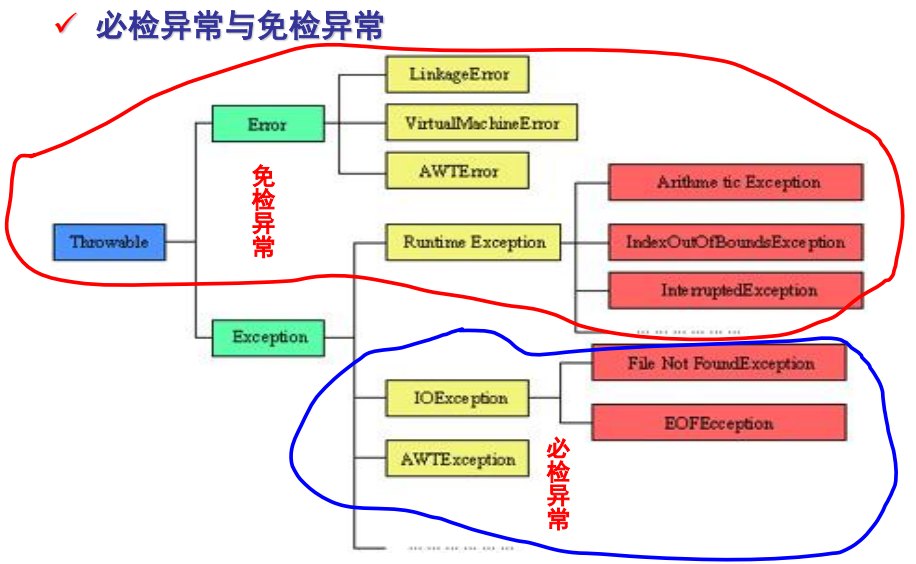 ✓ 必检异常与免检异常
LinkageError
Error
VirtualMachineError
AWTError
免检异常
Arithme tic Exception
Throwable
Runtime Exception
IndexOutOfBoundsException
InterruptedException
... ... ... ... ... ...
Exception
File Not FoundException
IOException
EOFEcception
AWTException
必检异常
... ... ... ... ... ...